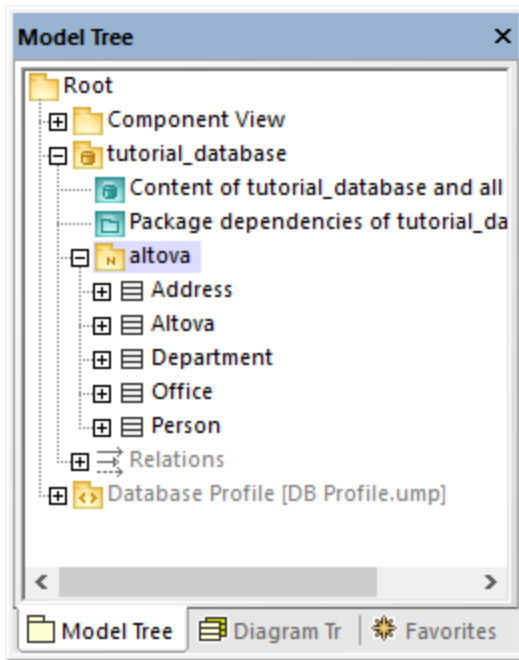 Model Tree
Root
Component View
tutorial_database
Content of tutorial_database and all
Package dependencies of tutorial_da
altova
Address
Altova
Department
Office
Person
Relations
Database Profile [DB Profile.ump]
Model Tree Diagram Tr Favorites